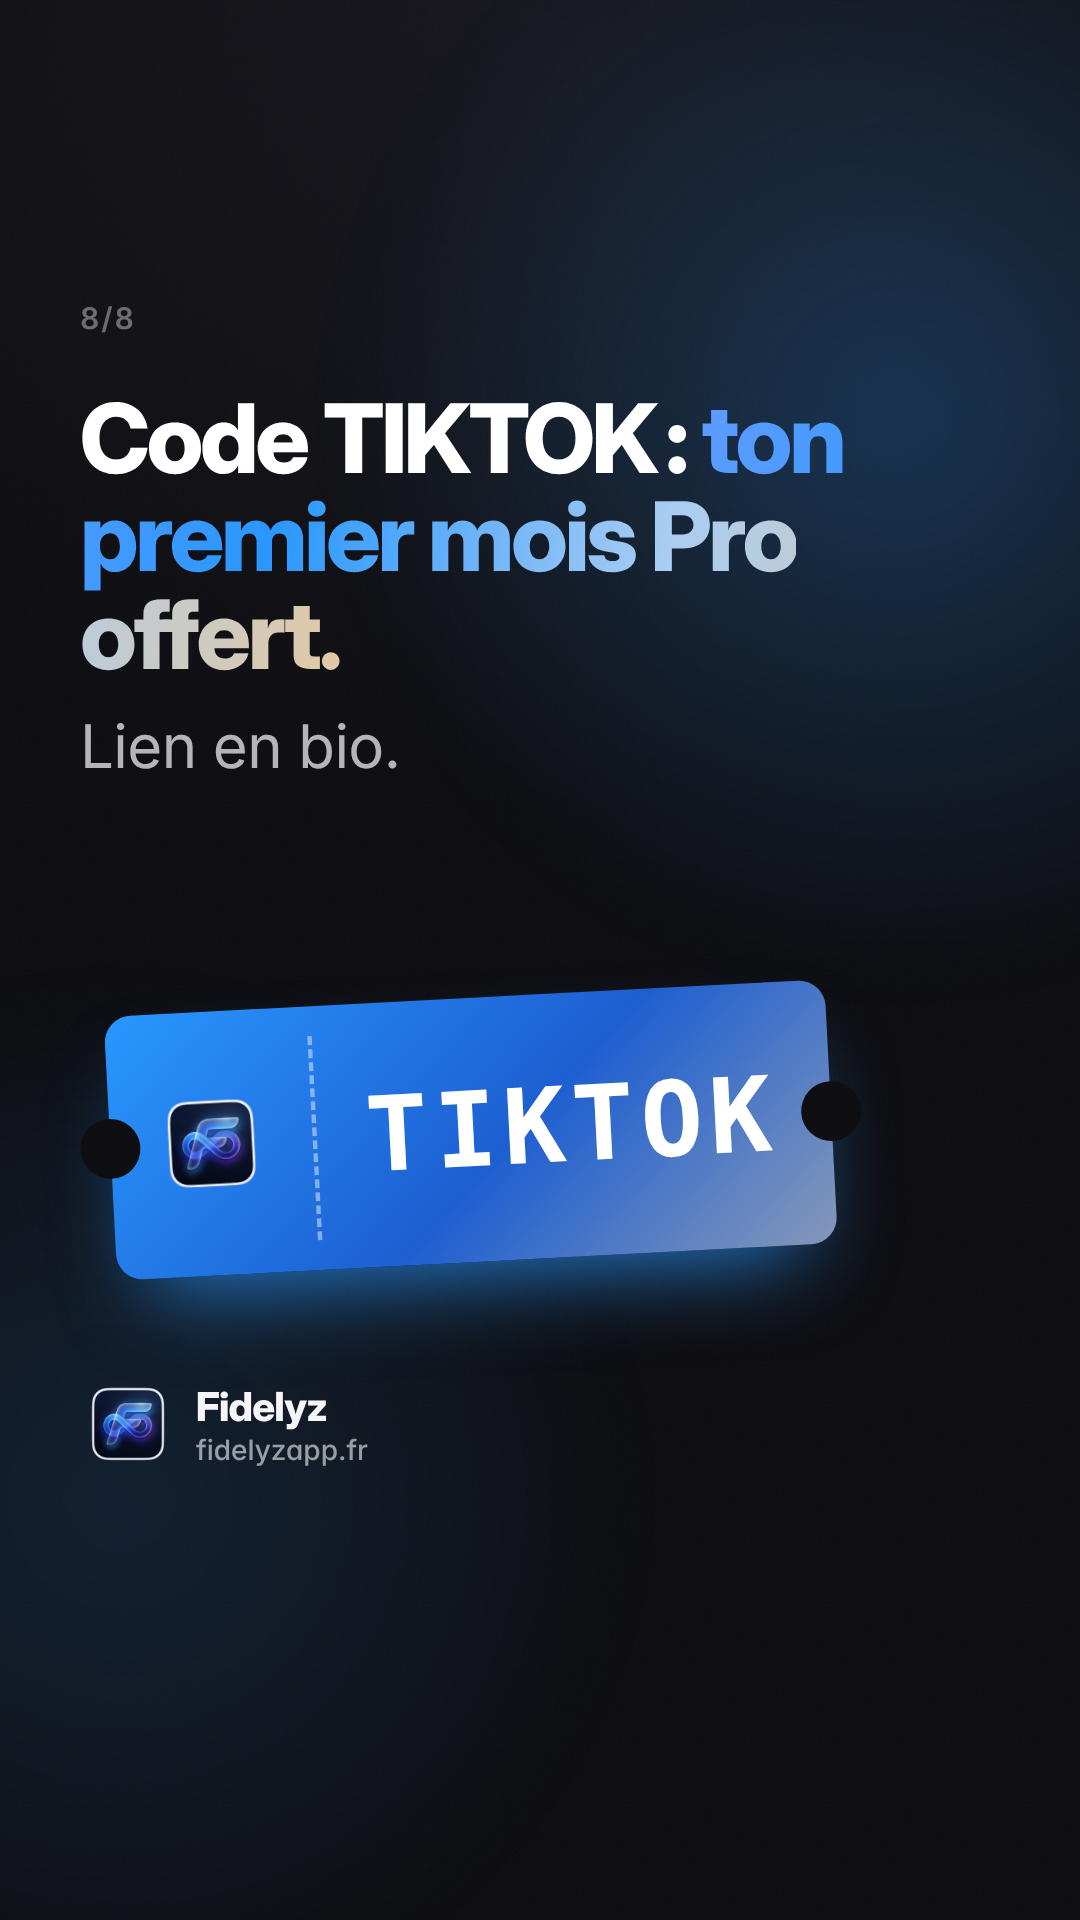 8/8
Code TIKTOK : ton
premier mois Pro
offert.
Lien en bio.
TIKTOK
Fidelyz
fidelyzapp.fr